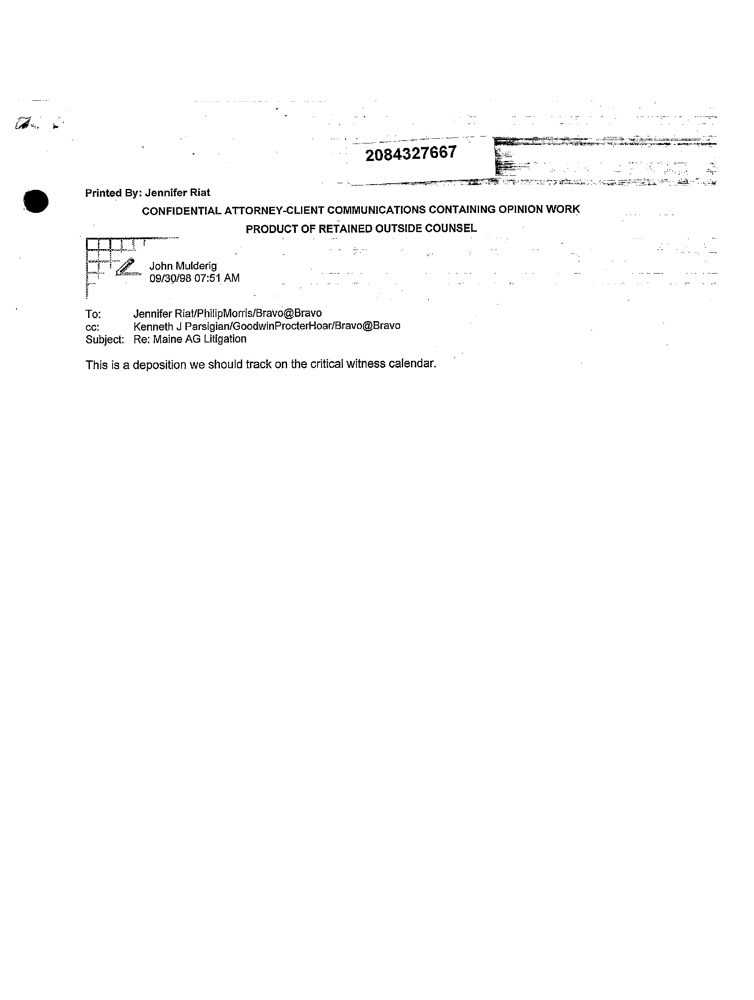 2084327667
Printed By: Jennifer Riat
CONFIDENTIAL ATTORNEY-CLIENT COMMUNICATIONS CONTAINING OPINION WORK
PRODUCT OF RETAINED OUTSIDE COUNSEL
John Mulderig
09/30/98 07:51 AM
To: Jennifer Riat/PhilipMorris/Bravo@Bravo
cc: Kenneth J Parsigian/GoodwinProcterHoar/Bravo@Bravo
Subject: Re: Maine AG Litigation
This is a deposition we should track on the critical witness calendar.